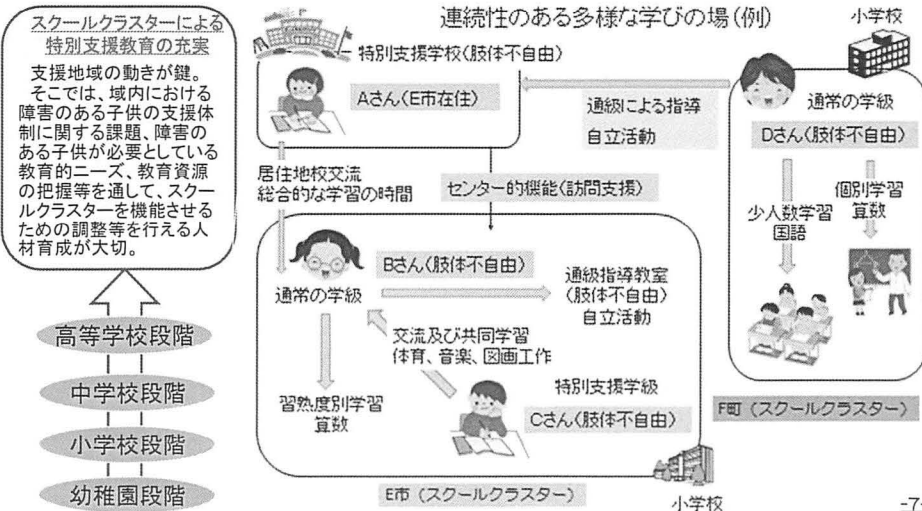 連続性のある多様な学びの場(例)
スクールクラスターによる
特別支援教育の充実
支援地域の動きが鍵。
そこでは、域内における
障害のある子供の支援体
制に関する課題、障害の
ある子供が必要としている
教育的ニーズ、教育資源
の把握等を通して、スクー
ルクラスターを機能させる
ための調整等を行える人
材育成が大切。
高等学校段階
中学校段階
小学校段階
幼稚園段階
特別支援学校(肢体不自由)
Aさん(E市在住)
居住地校交流
総合的な学習の時間
センター的機能(訪問支援)
通級による指導
自立活動
小学校
通常の学級
Dさん(肢体不自由)
少人数学習
国語
個別学習
算数
F町(スクールクラスター)
Bさん(肢体不自由)
通常の学級
通級指導教室
(肢体不自由)
自立活動
交流及び共同学習
体育、音楽、図画工作
習熟度別学習
算数
特別支援学級
Cさん(肢体不自由)
E市(スクールクラスター)
小学校
-7-